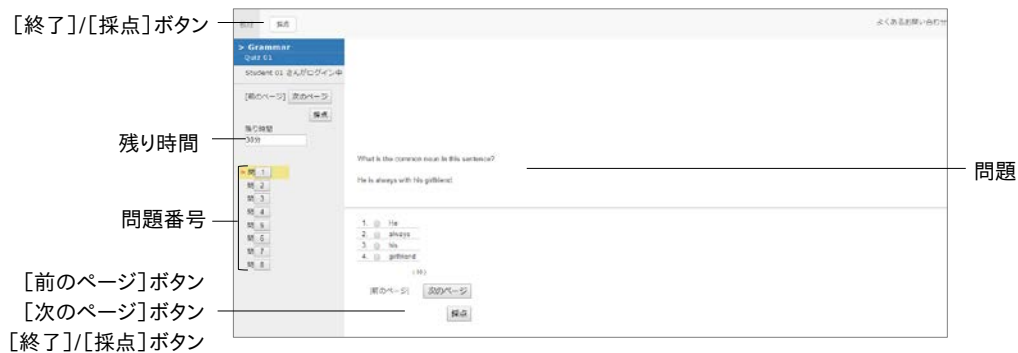 [終了]/[採点]ボタン
終了 採点
よくあるお問い合わせ
> Grammar
Quiz 01
Student 01 さんがログイン中
[前のページ] 次のページ
採点
残り時間
残り時間
30分
What is the common noun in this sentence?
He is always with his girlfriend.
問題
問 1
問 2
問 3
問 4
問 5
問 6
問 7
問 8
問題番号
1. He
2. always
3. his
4. girlfriend
[前のページ]ボタン
[前のページ] 次のページ
[次のページ]ボタン
採点
[終了]/[採点]ボタン